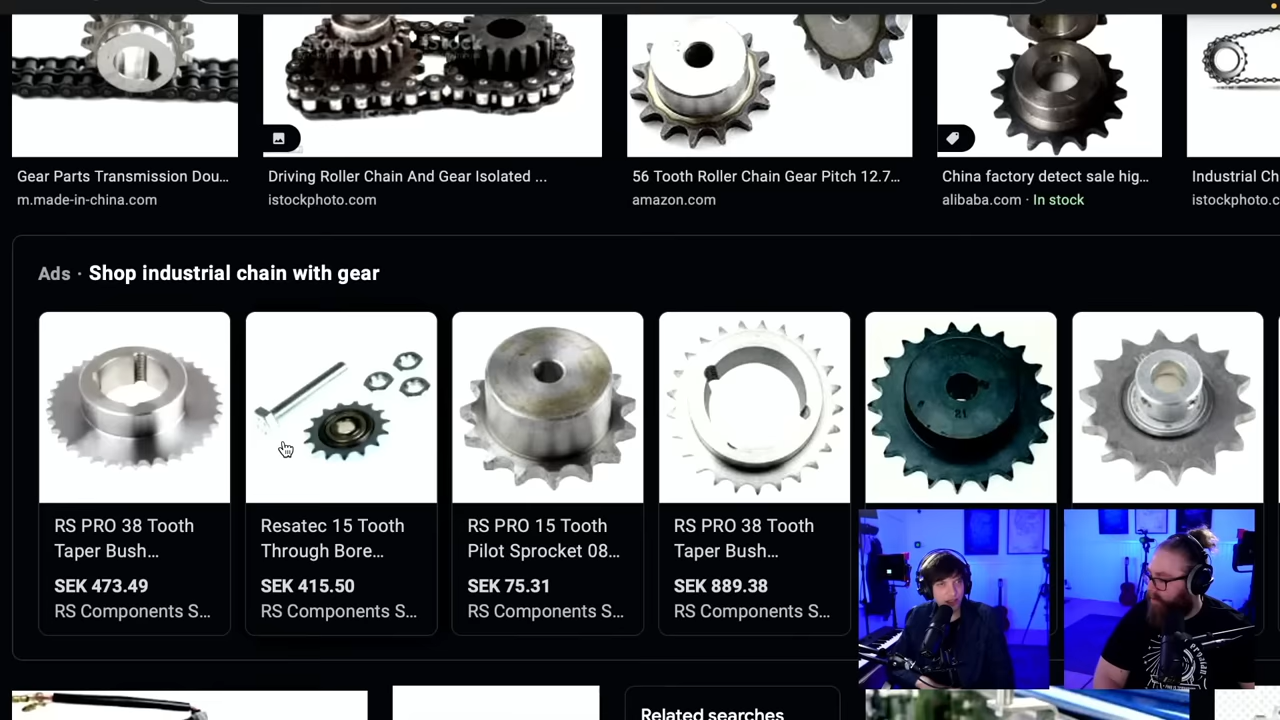 iStock
Gear Parts Transmission Dou...
m.made-in-china.com
Driving Roller Chain And Gear Isolated ...
istockphoto.com
56 Tooth Roller Chain Gear Pitch 12.7...
amazon.com
China factory detect sale hig...
alibaba.com · In stock
Industrial Ch
istockphoto.c
Ads · Shop industrial chain with gear
21
RS PRO 38 Tooth
Taper Bush...
SEK 473.49
RS Components S...
Resatec 15 Tooth
Through Bore...
SEK 415.50
RS Components S...
RS PRO 15 Tooth
Pilot Sprocket 08...
SEK 75.31
RS Components S...
RS PRO 38 Tooth
Taper Bush...
SEK 889.38
RS Components S...
Related searches